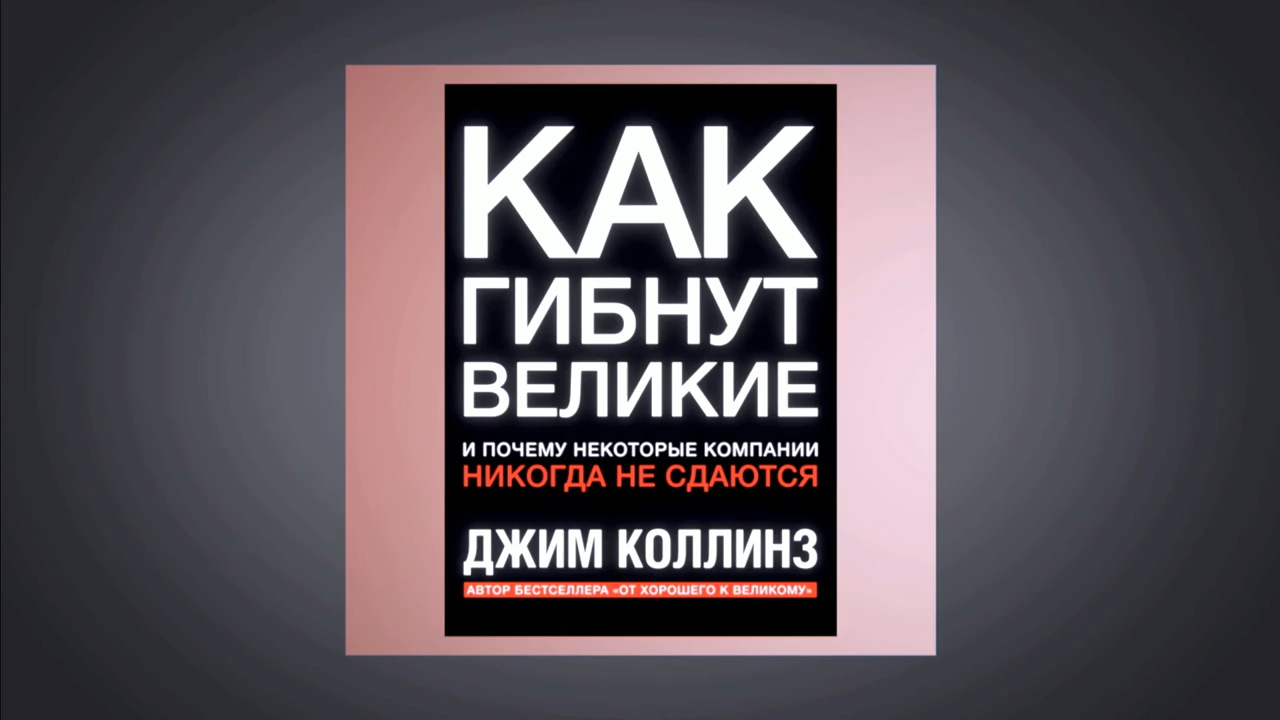 КАК
ГИБНУТ
ВЕЛИКИЕ
И ПОЧЕМУ НЕКОТОРЫЕ КОМПАНИИ
НИКОГДА НЕ СДАЮТСЯ
ДЖИМ КОЛЛИНЗ
АВТОР БЕСТСЕЛЛЕРА «ОТ ХОРОШЕГО К ВЕЛИКОМУ»